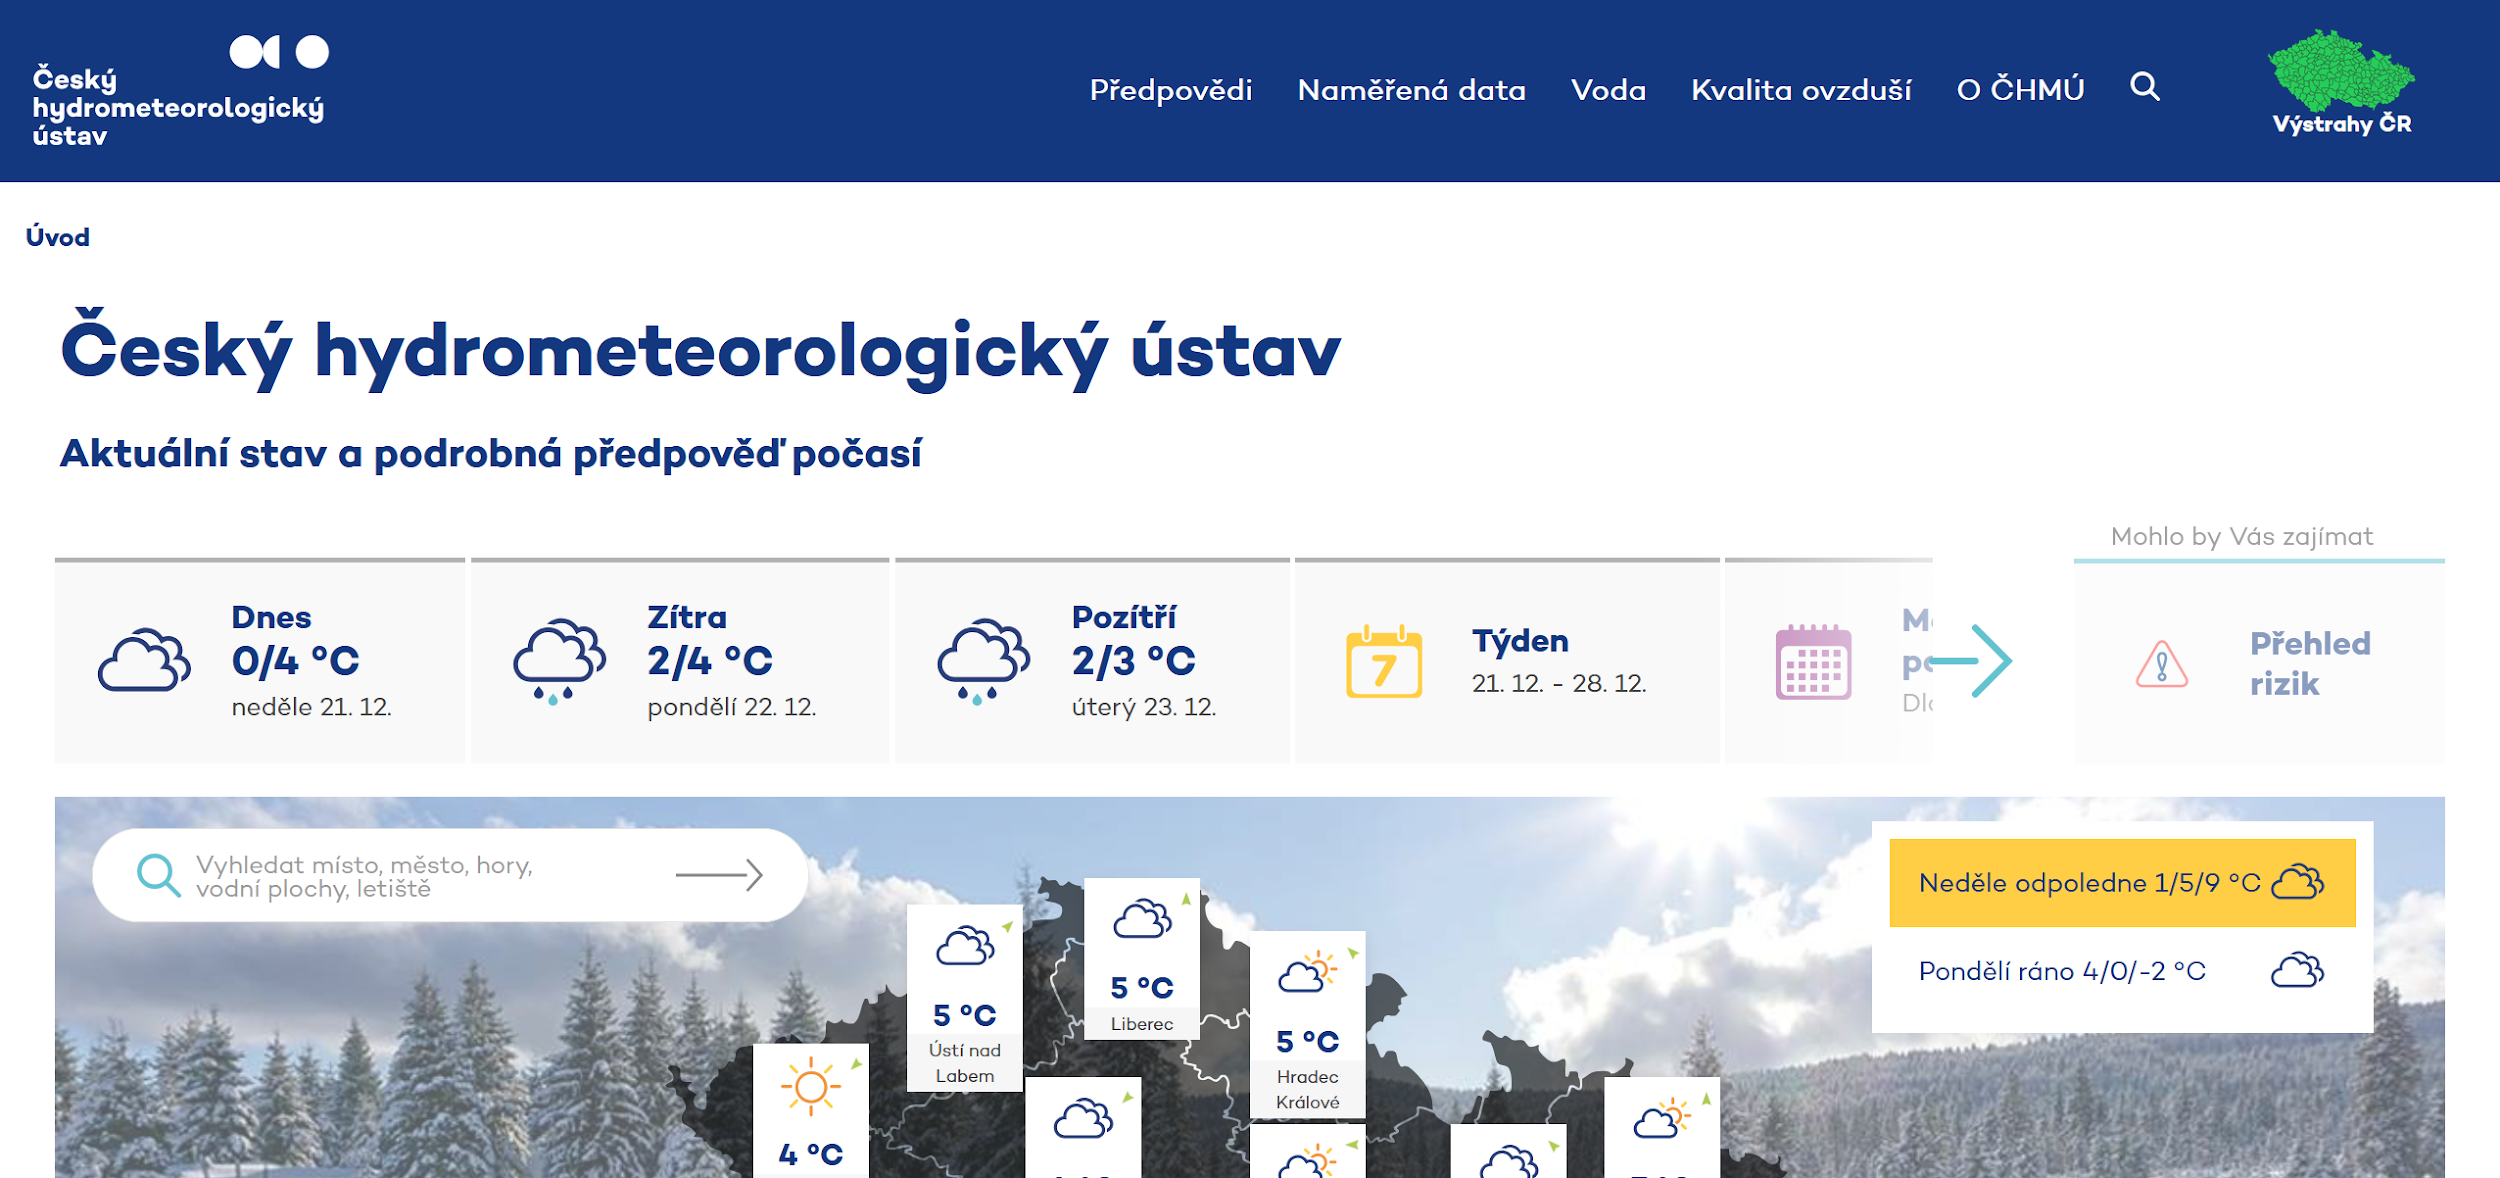 Český
hydrometeorologický
ústav
Předpovědi
Naměřená data
Voda
Kvalita ovzduší
O ČHMÚ
Výstrahy ČR
Úvod
Český hydrometeorologický ústav
Aktuální stav a podrobná předpověď počasí
Mohlo by Vás zajímat
Dnes
0/4 °C
neděle 21. 12.
Zítra
2/4 °C
pondělí 22. 12.
Pozítří
2/3 °C
úterý 23. 12.
7
Týden
21. 12. - 28. 12.
Přehled
rizik
Vyhledat místo, město, hory,
vodní plochy, letiště
Neděle odpoledne 1/5/9 °C
Pondělí ráno 4/0/-2 °C
5 °C
Liberec
5 °C
Ústí nad
Labem
5 °C
Hradec
Králové
4 °C